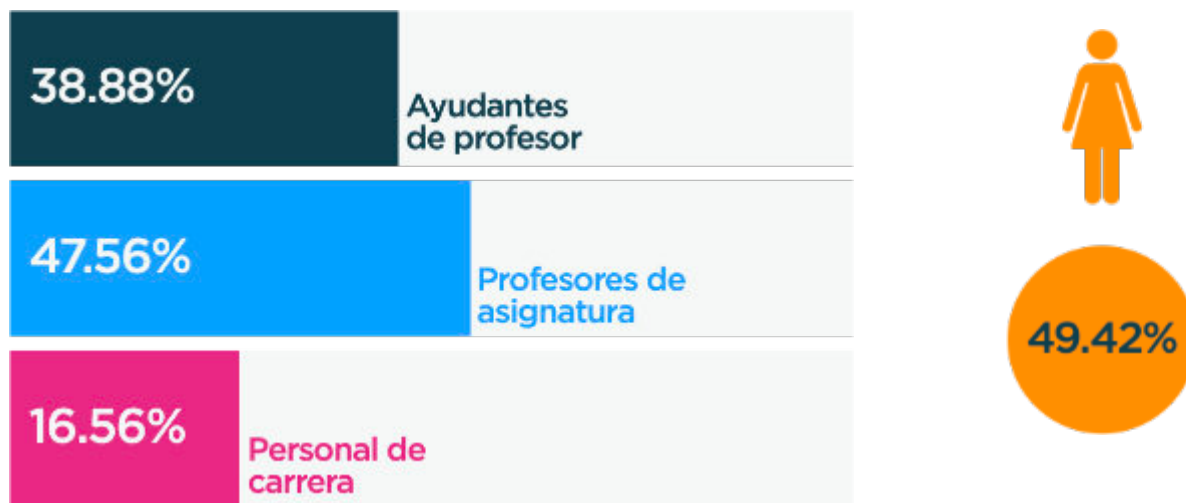 38.88%
Ayudantes
de profesor
47.56%
Profesores de
asignatura
16.56%
Personal de
carrera
49.42%